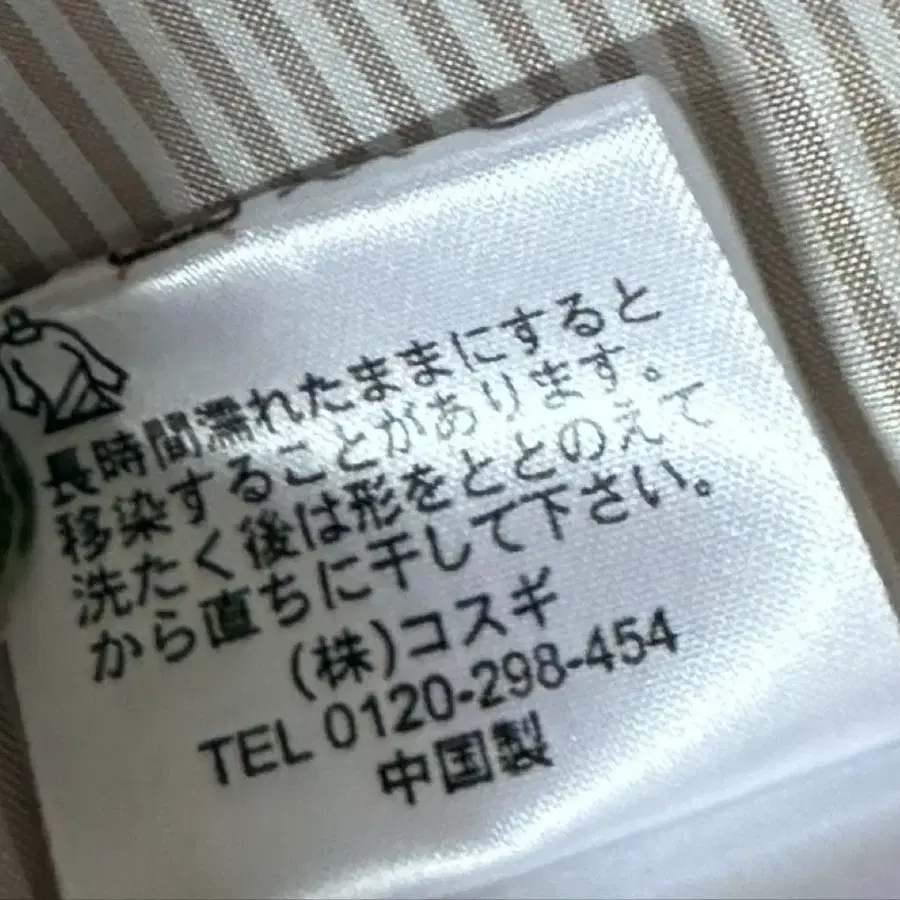 長時間濡れたままにすると
移染することがあります。
洗たく後は形をととのえて
から直ちに干して下さい。
(株)コスギ
TEL 0120-298-454
中国製